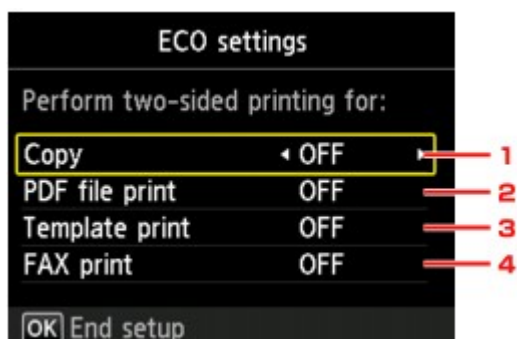 ECO settings
Perform two-sided printing for:
Copy OFF 1
PDF file print OFF 2
Template print OFF 3
FAX print OFF 4
OK End setup